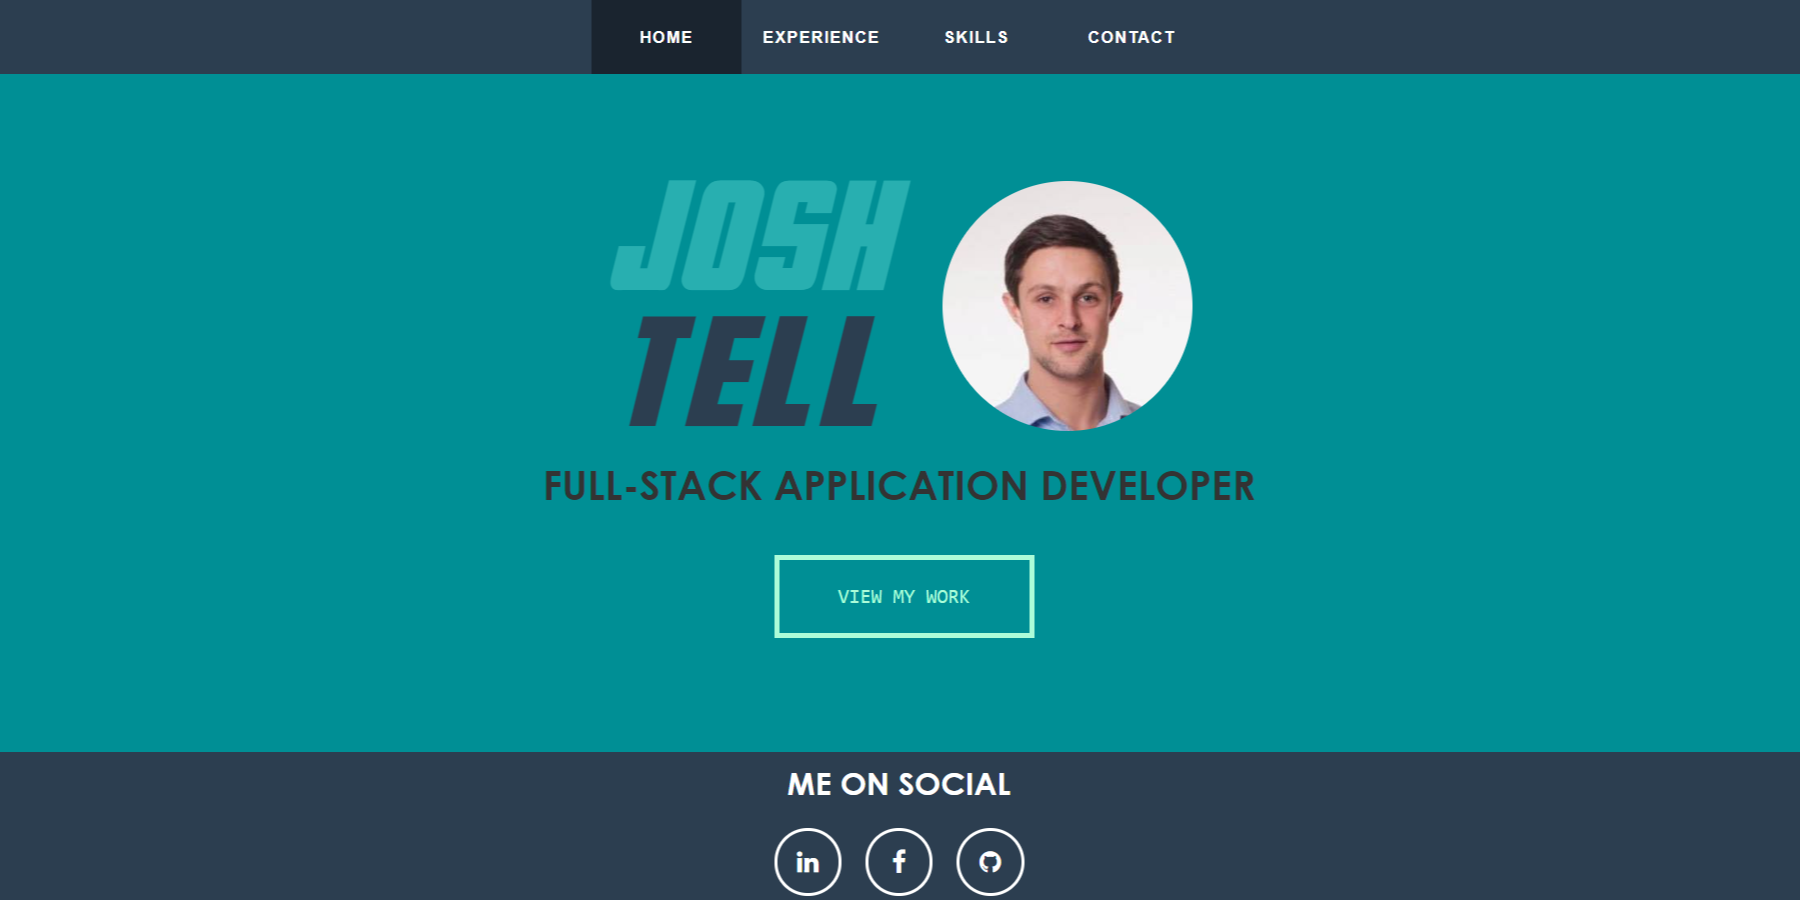 HOME EXPERIENCE SKILLS CONTACT
JOSH
TELL
FULL-STACK APPLICATION DEVELOPER
VIEW MY WORK
ME ON SOCIAL
in f